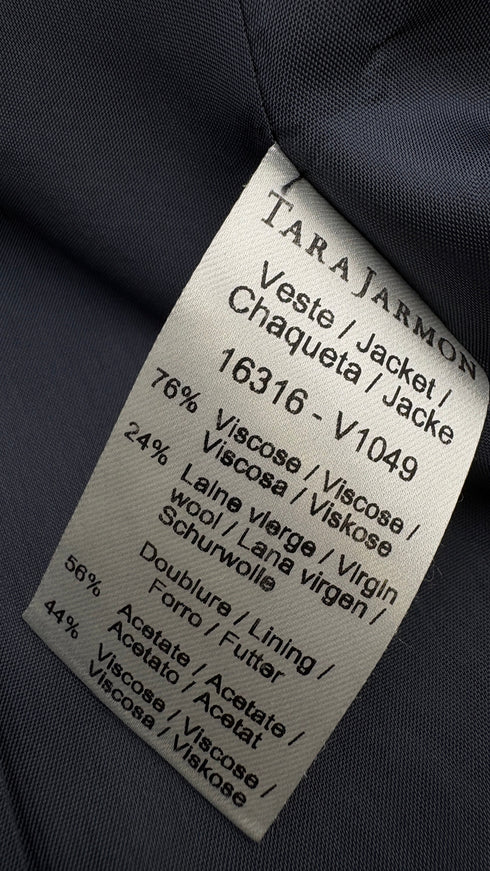 TARA JARMON
Veste / Jacket /
Chaqueta / Jacke
16316 - V1049
76% Viscose / Viscose /
Viscosa / Viskose
24% Laine vierge / Virgin
wool / Lana virgen /
Schurwolle
Doublure / Lining /
Forro / Futter
56% Acetate / Acetate /
Acetato / Acetat
44% Viscose / Viscose /
Viscosa / Viskose